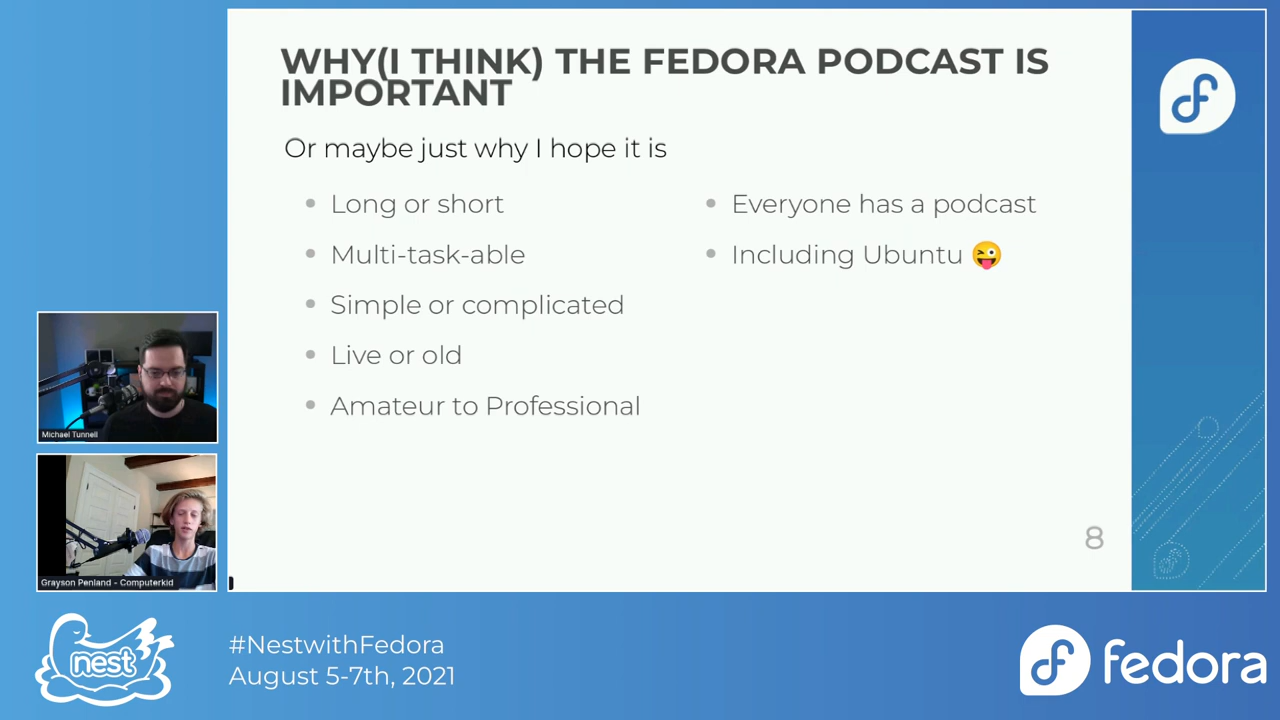 WHY(I THINK) THE FEDORA PODCAST IS
IMPORTANT
Or maybe just why I hope it is
Long or short
Multi-task-able
Simple or complicated
Live or old
Amateur to Professional
Everyone has a podcast
Including Ubuntu 😜
8
Michael Tunnell
Grayson Penland - Computerkid
nest
#NestwithFedora
August 5-7th, 2021
fedora